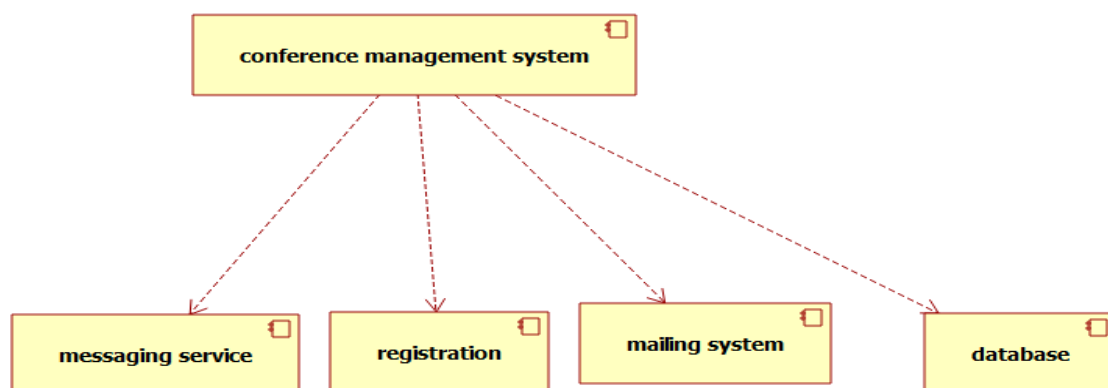 conference management system
messaging service
registration
mailing system
database